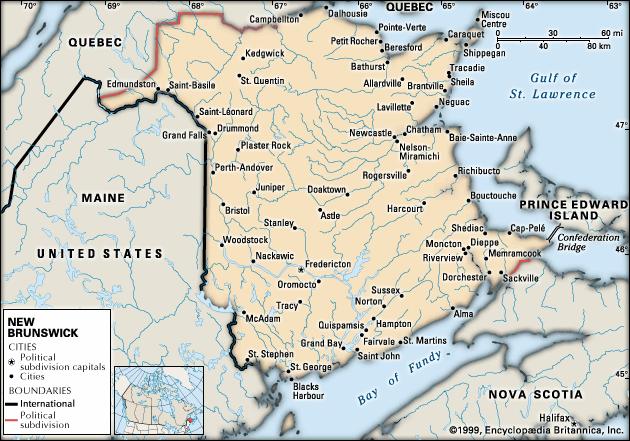 70°
69°
68°
67°
66°
65°
64°
QUEBEC
Dalhousie
Campbellton
Miscou
Centre
0 40 80 mi
0 30 60 km
QUEBEC
Pointe-Verte
Petit Rocher
Beresford
Caraquet
Shippegan
Kedgwick
Bathurst
Tracadie
Sheila
Gulf of
St. Lawrence
Edmundston
Saint-Basile
St. Quentin
Allardville
Brantville
Lavillette
Néguac
47°
Saint-Léonard
Grand Falls
Drummond
Newcastle
Chatham
Baie-Sainte-Anne
Nelson-
Miramichi
Plaster Rock
Perth-Andover
Rogersville
Richibucto
MAINE
Juniper
Doaktown
Bouctouche
PRINCE EDWARD
ISLAND
Bristol
Astle
Harcourt
Stanley
Shediac
Cap-Pelé
Confederation
Bridge
UNITED STATES
Woodstock
Moncton
Dieppe
46°
Nackawic
Riverview
Memramcook
Fredericton
Dorchester
Sackville
Oromocto
Sussex
Tracy
Norton
Alma
McAdam
Quispamsis
Hampton
NEW
BRUNSWICK
CITIES
Political
subdivision capitals
Cities
BOUNDARIES
International
Political
subdivision
Grand Bay
Fairvale
St. Martins
St. Stephen
Saint John
St. George
Blacks
Harbour
Bay of Fundy
45°
NOVA SCOTIA
Halifax
©1999, Encyclopædia Britannica, Inc.